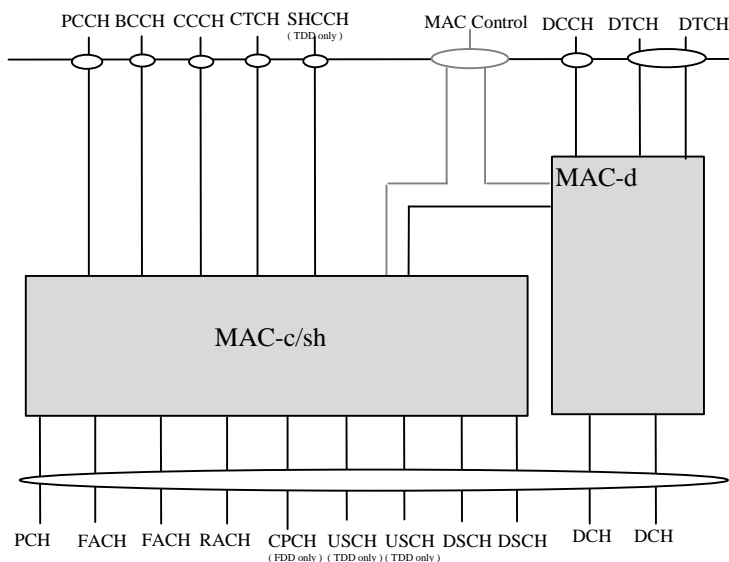 PCCH BCCH CCCH CTCH SHCCH MAC Control DCCH DTCH DTCH
( TDD only )
MAC-d
MAC-c/sh
PCH FACH FACH RACH CPCH USCH USCH DSCH DSCH DCH DCH
( FDD only ) ( TDD only ) ( TDD only )